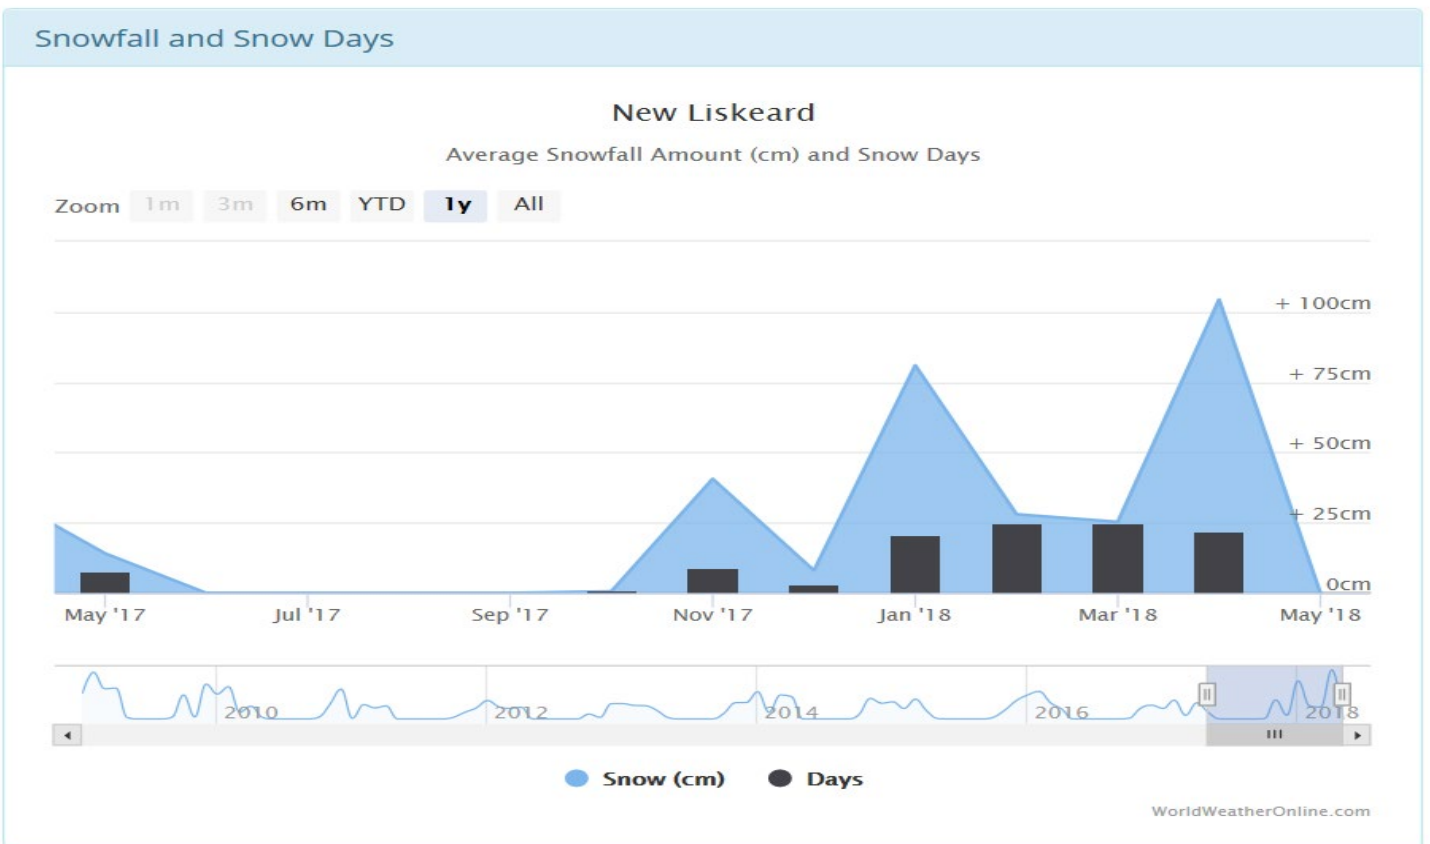 Snowfall and Snow Days
New Liskeard
Average Snowfall Amount (cm) and Snow Days
Zoom 1m 3m 6m YTD 1y All
+ 100cm
+ 75cm
+ 50cm
+ 25cm
0cm
May '17 Jul '17 Sep '17 Nov '17 Jan '18 Mar '18 May '18
2010 2012 2014 2016 2018
Snow (cm) Days
WorldWeatherOnline.com